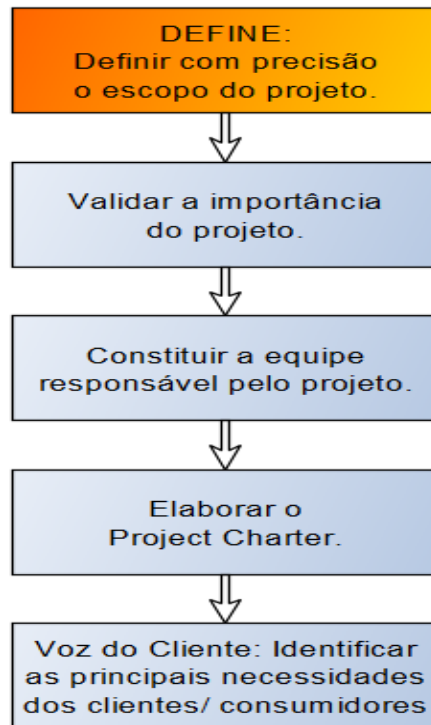 DEFINE:
Definir com precisão
o escopo do projeto.
Validar a importância
do projeto.
Constituir a equipe
responsável pelo projeto.
Elaborar o
Project Charter.
Voz do Cliente: Identificar
as principais necessidades
dos clientes/ consumidores